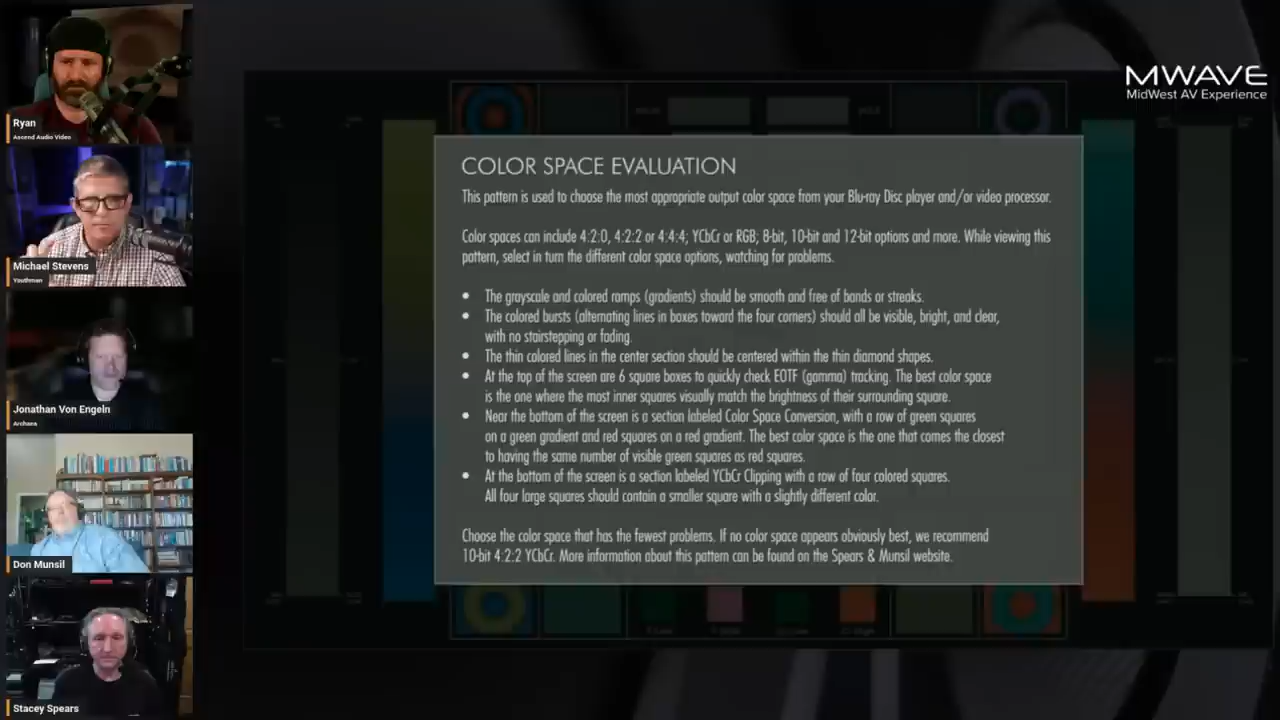 MWAVE
MidWest AV Experience
Ryan
Ascend Audio Video
Michael Stevens
Youthman
Jonathan Von Engeln
Archaea
Don Munsil
Stacey Spears
COLOR SPACE EVALUATION
This pattern is used to choose the most appropriate output color space from your Blu-ray Disc player and/or video processor.
Color spaces can include 4:2:0, 4:2:2 or 4:4:4; YCbCr or RGB; 8-bit, 10-bit and 12-bit options and more. While viewing this
pattern, select in turn the different color space options, watching for problems.
• The grayscale and colored ramps (gradients) should be smooth and free of bands or streaks.
• The colored bursts (alternating lines in boxes toward the four corners) should all be visible, bright, and clear,
with no stairstepping or fading.
• The thin colored lines in the center section should be centered within the thin diamond shapes.
• At the top of the screen are 6 square boxes to quickly check EOTF (gamma) tracking. The best color space
is the one where the most inner squares visually match the brightness of their surrounding square.
• Near the bottom of the screen is a section labeled Color Space Conversion, with a row of green squares
on a green gradient and red squares on a red gradient. The best color space is the one that comes the closest
to having the same number of visible green squares as red squares.
• At the bottom of the screen is a section labeled YCbCr Clipping with a row of four colored squares.
All four large squares should contain a smaller square with a slightly different color.
Choose the color space that has the fewest problems. If no color space appears obviously best, we recommend
10-bit 4:2:2 YCbCr. More information about this pattern can be found on the Spears & Munsil website.